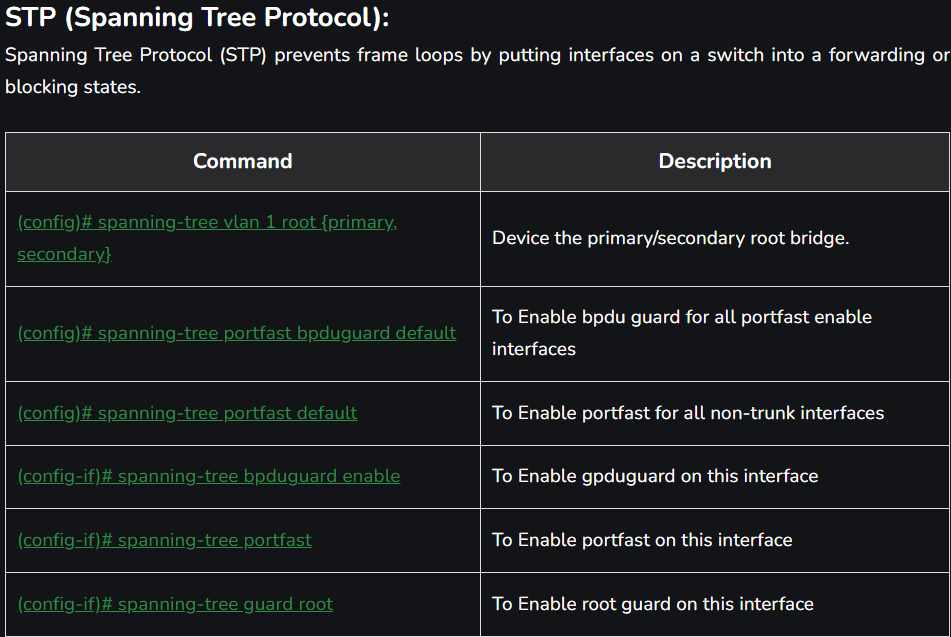 STP (Spanning Tree Protocol):
Spanning Tree Protocol (STP) prevents frame loops by putting interfaces on a switch into a forwarding or
blocking states.
Command
Description
(config)# spanning-tree vlan 1 root {primary,
secondary}
Device the primary/secondary root bridge.
(config)# spanning-tree portfast bpduguard default
To Enable bpdu guard for all portfast enable
interfaces
(config)# spanning-tree portfast default
To Enable portfast for all non-trunk interfaces
(config-if)# spanning-tree bpduguard enable
To Enable gpduguard on this interface
(config-if)# spanning-tree portfast
To Enable portfast on this interface
(config-if)# spanning-tree guard root
To Enable root guard on this interface